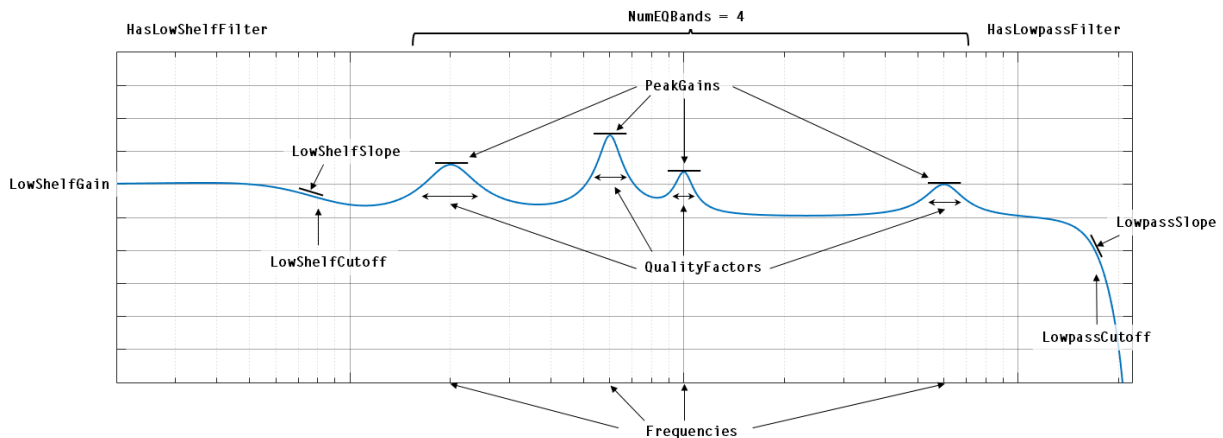 NumEQBands = 4
HasLowShelfFilter
HasLowpassFilter
PeakGains
LowShelfSlope
LowShelfGain
LowpassSlope
LowShelfCutoff
QualityFactors
LowpassCutoff
Frequencies